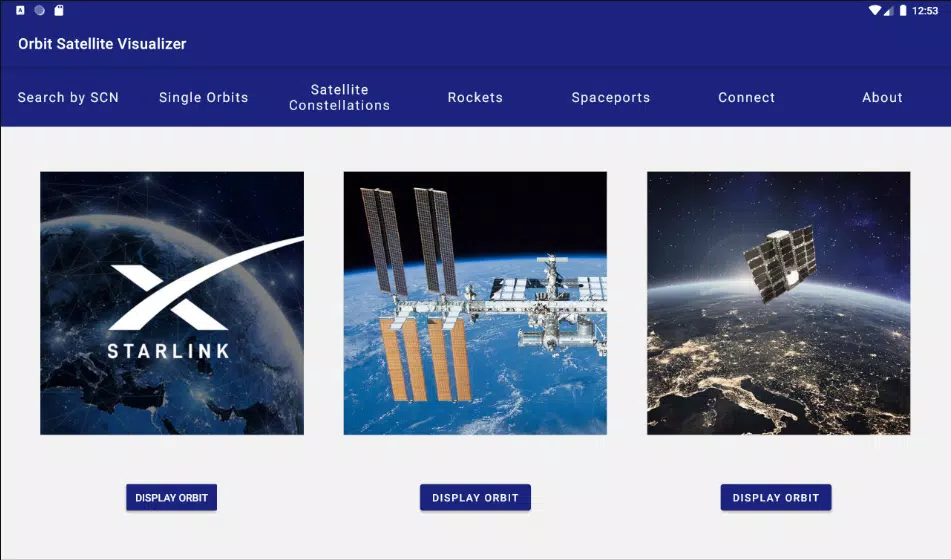 12:53
Orbit Satellite Visualizer
Search by SCN
Single Orbits
Satellite
Constellations
Rockets
Spaceports
Connect
About
STARLINK
DISPLAY ORBIT
DISPLAY ORBIT
DISPLAY ORBIT